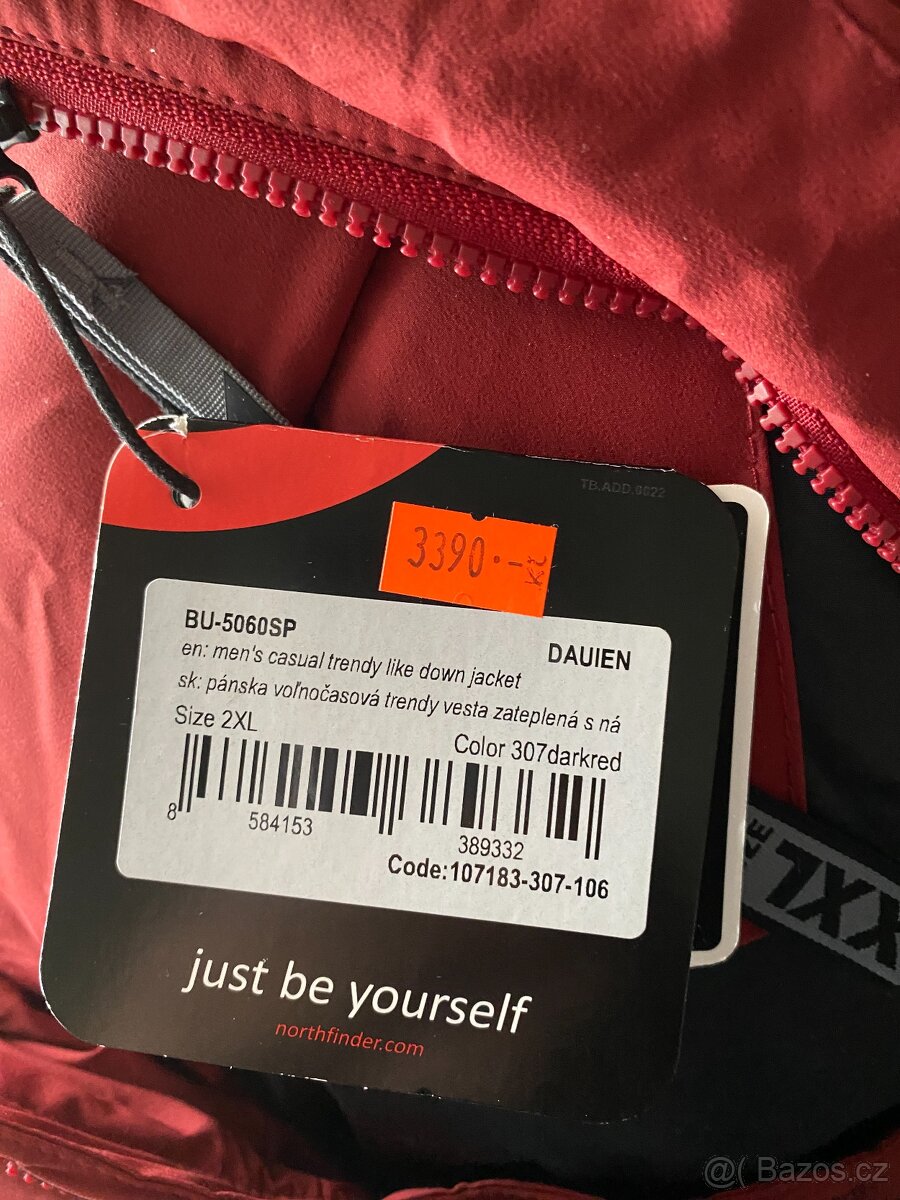 TB.ADD.0622
3390.-
Kč
BU-5060SP
DAUIEN
en: men's casual trendy like down jacket
sk: pánska voľnočasová trendy vesta zateplená s ná
Size 2XL
Color 307darkred
8 584153 389332
Code:107183-307-106
just be yourself
northfinder.com
XXL
@( Bazos.cz